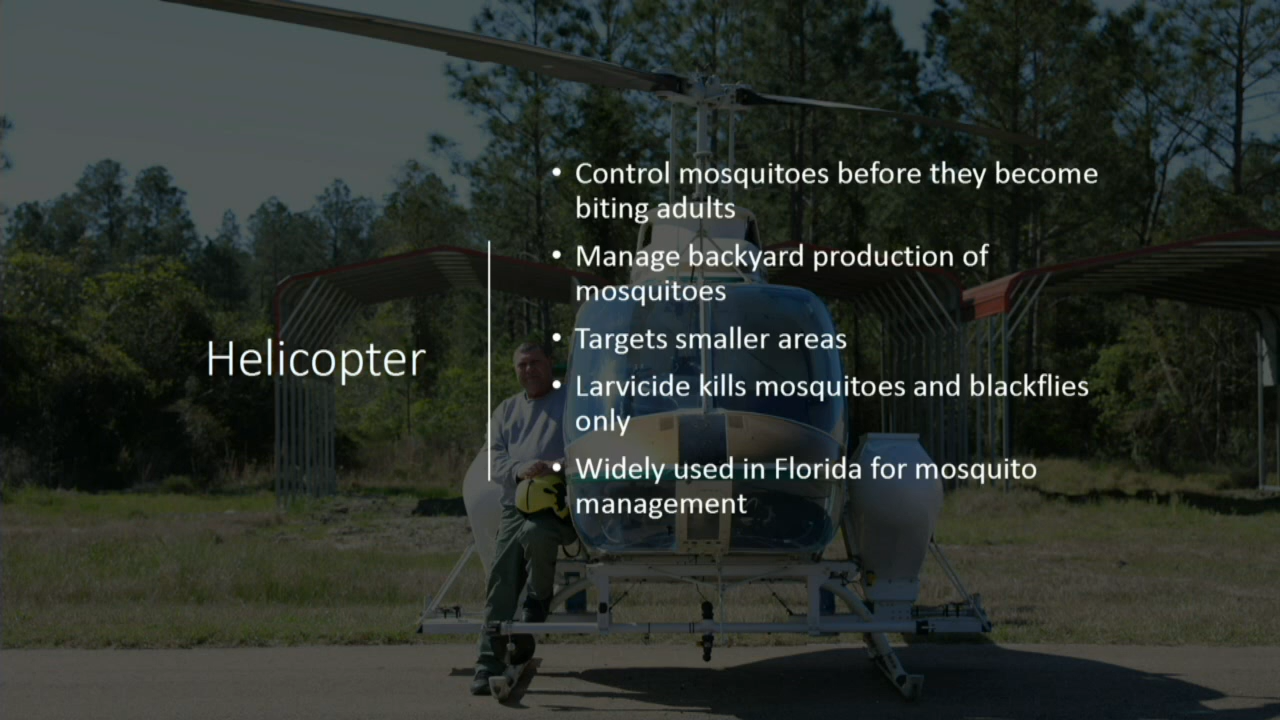 Helicopter
• Control mosquitoes before they become
biting adults
• Manage backyard production of
mosquitoes
• Targets smaller areas
• Larvicide kills mosquitoes and blackflies
only
• Widely used in Florida for mosquito
management